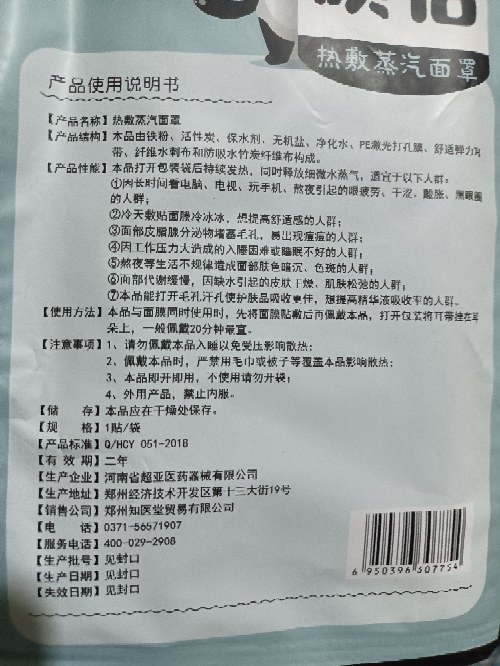 热敷蒸汽面罩
产品使用说明书
【产品名称】热敷蒸汽面罩
【产品结构】本品由铁粉、活性炭、保水剂、无机盐、净化水、PE激光打孔膜、舒适弹力耳
带、纤维水刺布和防吸水竹炭纤维布构成。
【产品性能】本品打开包装袋后持续发热，同时释放细微水蒸气，适宜于以下人群：
①因长时间看电脑、电视、玩手机、熬夜引起的眼疲劳、干涩、酸胀、黑眼圈
的人群；
②冷天敷贴面膜冷冰冰，想提高舒适感的人群；
③面部皮脂腺分泌物堵塞毛孔，易出现痘痘的人群；
④因工作压力大造成的入睡困难或睡眠不好的人群；
⑤熬夜等生活不规律造成面部肤色暗沉、色斑的人群；
⑥面部代谢缓慢，因缺水引起的皮肤干燥、肌肤松弛的人群；
⑦本品能打开毛孔汗孔使护肤品吸收更佳，想提高精华液吸收率的人群。
【使用方法】本品与面膜同时使用时，先将面膜贴敷后再佩戴本品，打开包装将耳带挂在耳
朵上，一般佩戴20分钟最宜。
【注意事项】1、请勿佩戴本品入睡以免受压影响散热；
2、佩戴本品时，严禁用毛巾或被子等覆盖本品影响散热；
3、本品即开即用，不使用请勿开袋；
4、外用产品，禁止内服。
【储 存】本品应在干燥处保存。
【规 格】1贴/袋
【产品标准】Q/HCY 051-2018
【有 效 期】二年
【生产企业】河南省超亚医药器械有限公司
【生产地址】郑州经济技术开发区第十三大街19号
【销售公司】郑州知医堂贸易有限公司
【电 话】0371-56571907
【服务电话】400-029-2908
【生产批号】见封口
【生产日期】见封口
【失效日期】见封口
6 950396 507754